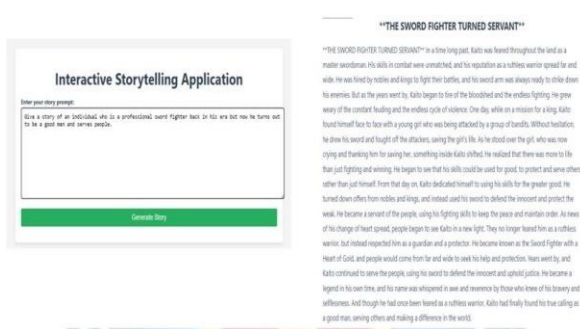 Interactive Storytelling Application
Enter your story prompt:
Give a story of an individual who is a professional sword fighter back in his era but now he turns out
to be a good man and serves people.
Generate Story
**THE SWORD FIGHTER TURNED SERVANT**
**THE SWORD FIGHTER TURNED SERVANT** In a time long past, Kaito was feared throughout the land as a
master swordsman. His skills in combat were unmatched, and his reputation as a ruthless warrior spread far and
wide. He was hired by nobles and kings to fight their battles, and his sword arm was always ready to strike down
his enemies. But as the years went by, Kaito began to tire of the bloodshed and the endless fighting. He grew
weary of the constant feuding and the endless cycle of violence. One day, while on a mission for a king, Kaito
found himself face to face with a young girl who was being attacked by a group of bandits. Without hesitation,
he drew his sword and fought off the attackers, saving the girl's life. As he stood over the girl, who was now
crying and thanking him for saving her, something inside Kaito shifted. He realized that there was more to life
than just fighting and winning. He began to see that his skills could be used for good, to protect and serve others
rather than just himself. From that day on, Kaito dedicated himself to using his skills for the greater good. He
turned down offers from nobles and kings, and instead used his sword to defend the innocent and protect the
weak. He became a servant of the people, using his fighting skills to keep the peace and maintain order. As news
of his change of heart spread, people began to see Kaito in a new light. They no longer feared him as a ruthless
warrior, but instead respected him as a guardian and a protector. He became known as the Sword Fighter with a
Heart of Gold, and people would come from far and wide to seek his help and protection. Years went by, and
Kaito continued to serve the people, using his sword to defend the innocent and uphold justice. He became a
legend in his own time, and his name was whispered in awe and reverence by those who knew of his bravery and
selflessness. And though he had once been feared as a ruthless warrior, Kaito had finally found his true calling as
a good man, serving others and making a difference in the world.